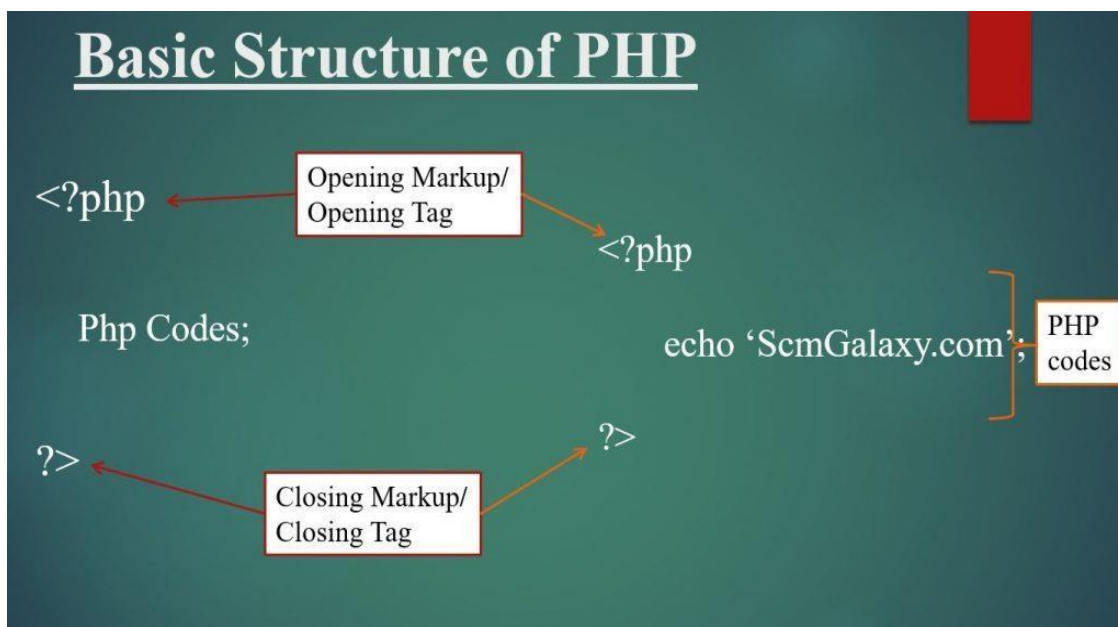 Basic Structure of PHP
<?php
Opening Markup/
Opening Tag
<?php
Php Codes;
echo ‘ScmGalaxy.com’;
PHP
codes
?>
?>
Closing Markup/
Closing Tag